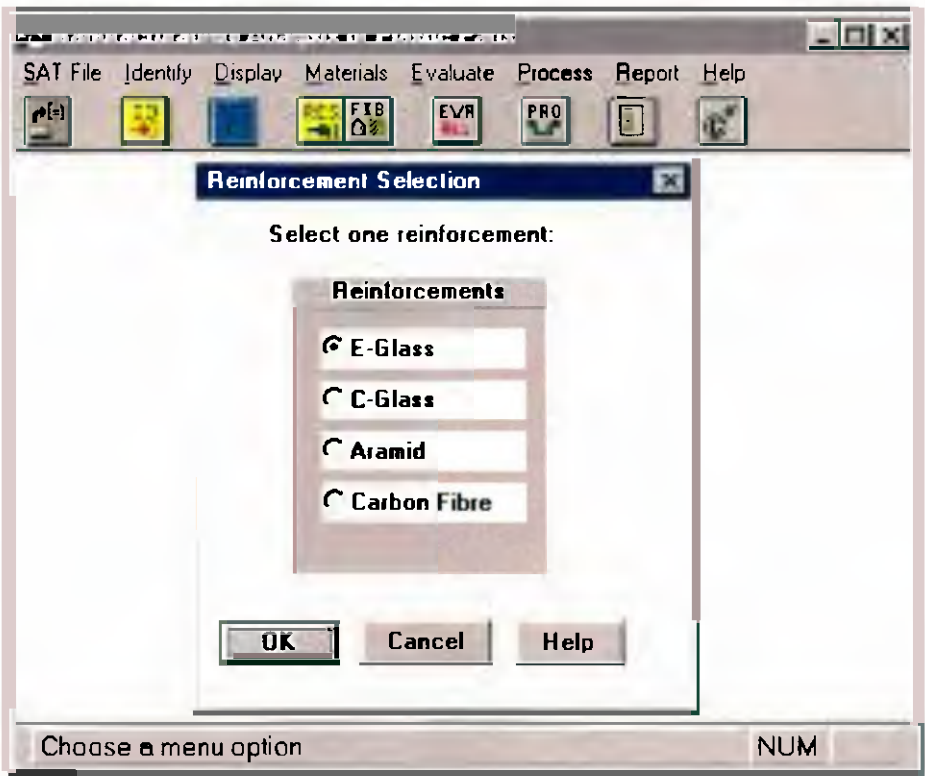 SAT File Identify Display Materials Evaluate Process Report Help
FIB EVA PRO
Reinforcement Selection
Select one reinforcement:
Reinforcements
E-Glass
C-Glass
Aramid
Carbon Fibre
OK Cancel Help
Choose a menu option NUM